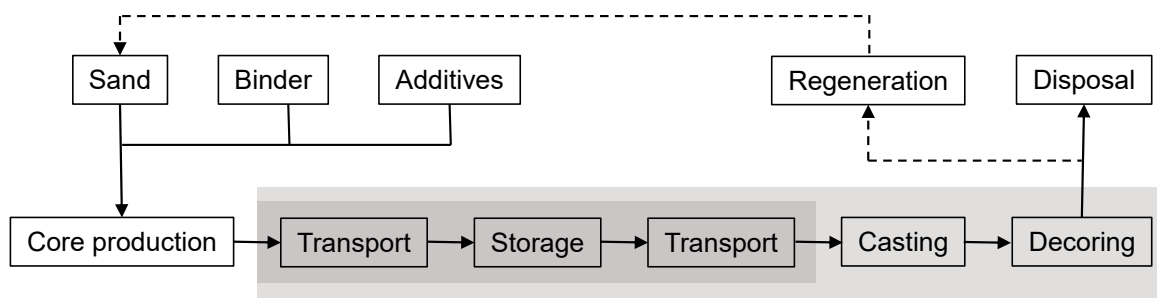 Sand
Binder
Additives
Regeneration
Disposal
Core production
Transport
Storage
Transport
Casting
Decoring